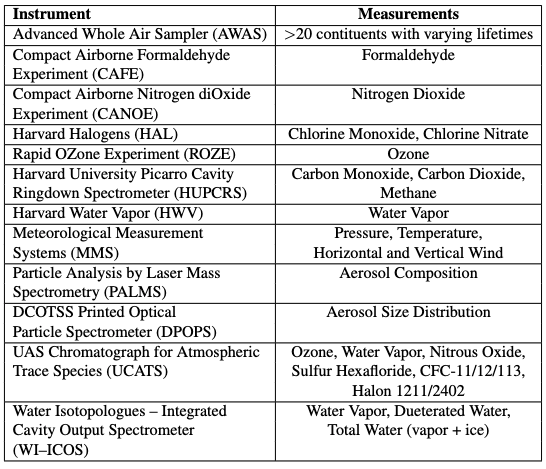 Instrument Measurements
Advanced Whole Air Sampler (AWAS) >20 contituents with varying lifetimes
Compact Airborne Formaldehyde Formaldehyde
Experiment (CAFE)
Compact Airborne Nitrogen diOxide Nitrogen Dioxide
Experiment (CANOE)
Harvard Halogens (HAL) Chlorine Monoxide, Chlorine Nitrate
Rapid OZone Experiment (ROZE) Ozone
Harvard University Picarro Cavity Carbon Monoxide, Carbon Dioxide,
Ringdown Spectrometer (HUPCRS) Methane
Harvard Water Vapor (HWV) Water Vapor
Meteorological Measurement Pressure, Temperature,
Systems (MMS) Horizontal and Vertical Wind
Particle Analysis by Laser Mass Aerosol Composition
Spectrometry (PALMS)
DCOTSS Printed Optical Aerosol Size Distribution
Particle Spectrometer (DPOPS)
UAS Chromatograph for Atmospheric Ozone, Water Vapor, Nitrous Oxide,
Trace Species (UCATS) Sulfur Hexafloride, CFC-11/12/113,
Halon 1211/2402
Water Isotopologues – Integrated Water Vapor, Dueterated Water,
Cavity Output Spectrometer Total Water (vapor + ice)
(WI–ICOS)